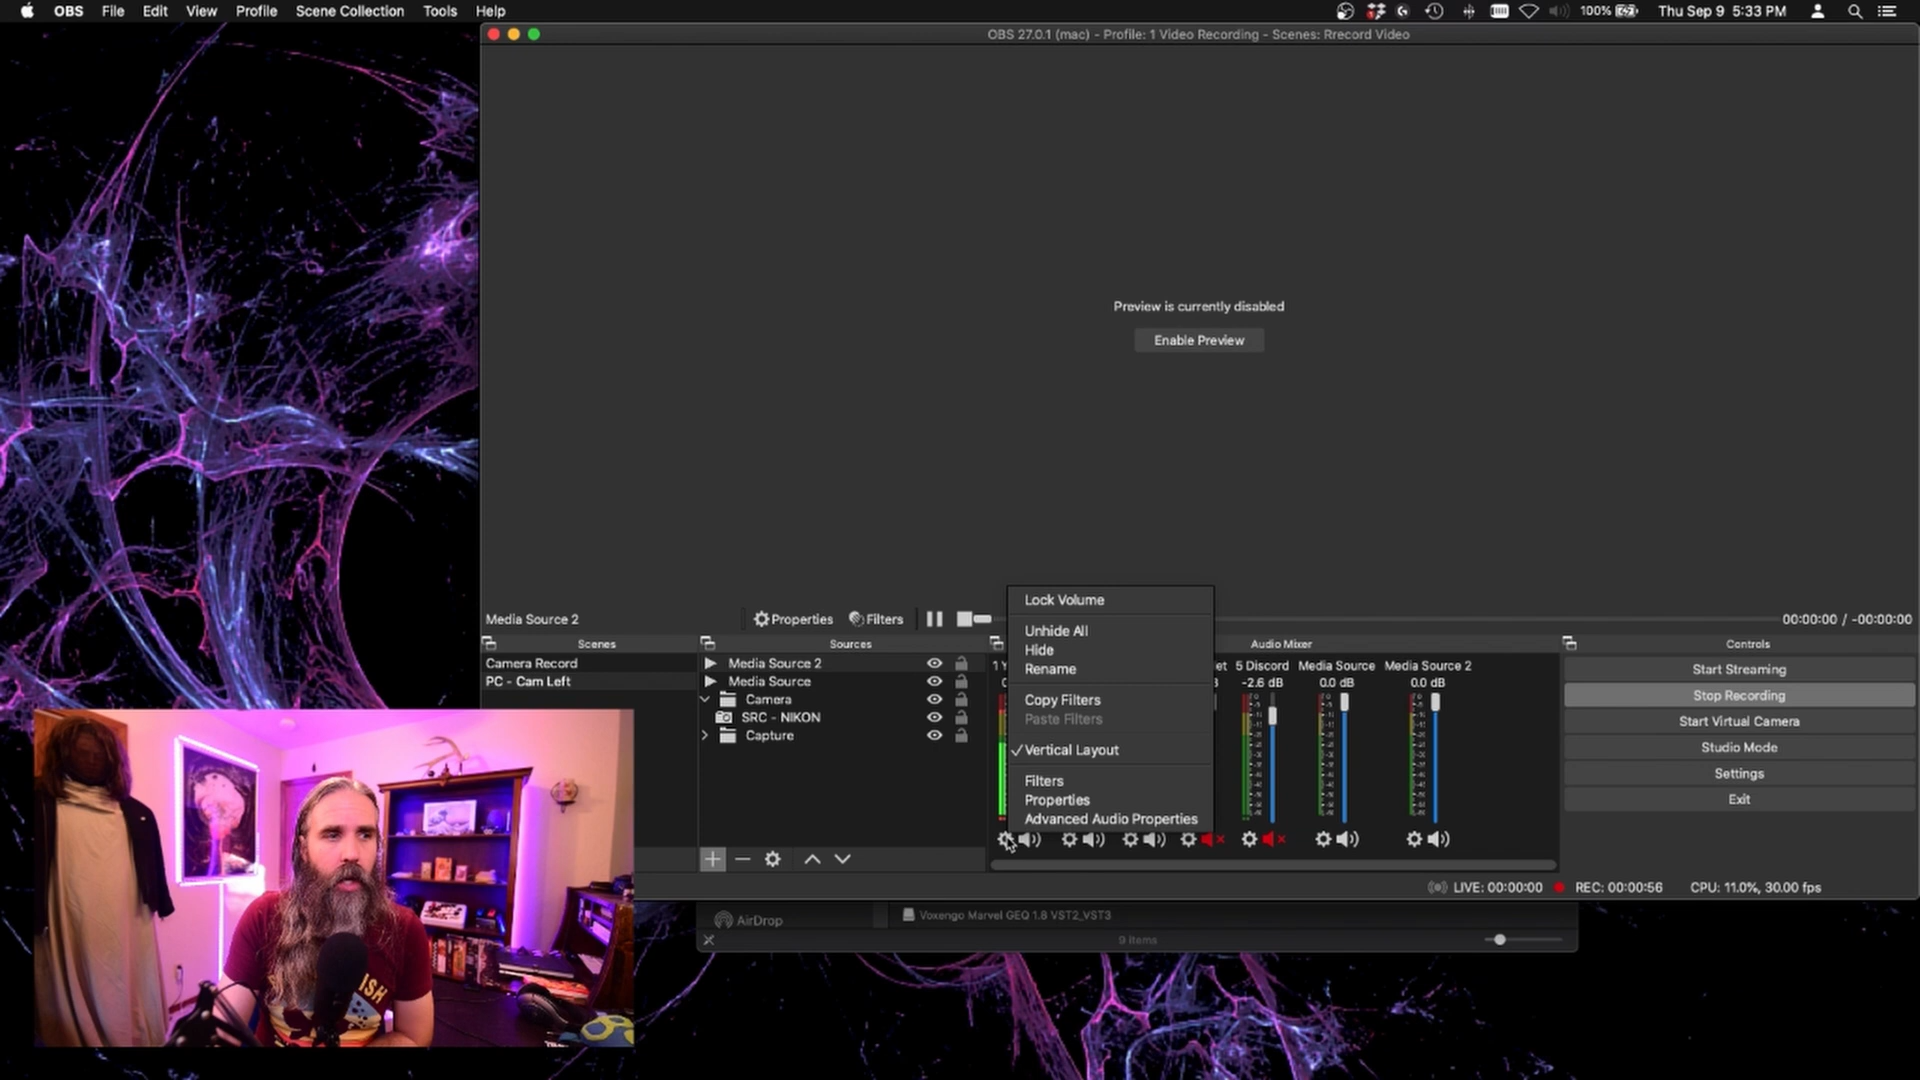 OBS File Edit View Profile Scene Collection Tools Help
100% Thu Sep 9 5:33 PM
OBS 27.0.1 (mac) - Profile: 1 Video Recording - Scenes: Rrecord Video
Preview is currently disabled
Enable Preview
Media Source 2
Properties
Filters
00:00:00 / -00:00:00
Scenes
Camera Record
PC - Cam Left
Sources
Media Source 2
Media Source
Camera
SRC - NIKON
Capture
Lock Volume
Unhide All
Hide
Rename
Copy Filters
Paste Filters
Vertical Layout
Filters
Properties
Advanced Audio Properties
Audio Mixer
5 Discord Media Source Media Source 2
-2.6 dB 0.0 dB 0.0 dB
Controls
Start Streaming
Stop Recording
Start Virtual Camera
Studio Mode
Settings
Exit
LIVE: 00:00:00 REC: 00:00:56 CPU: 11.0%, 30.00 fps
AirDrop
Voxengo Marvel GEQ 1.8 VST2_VST3
9 items